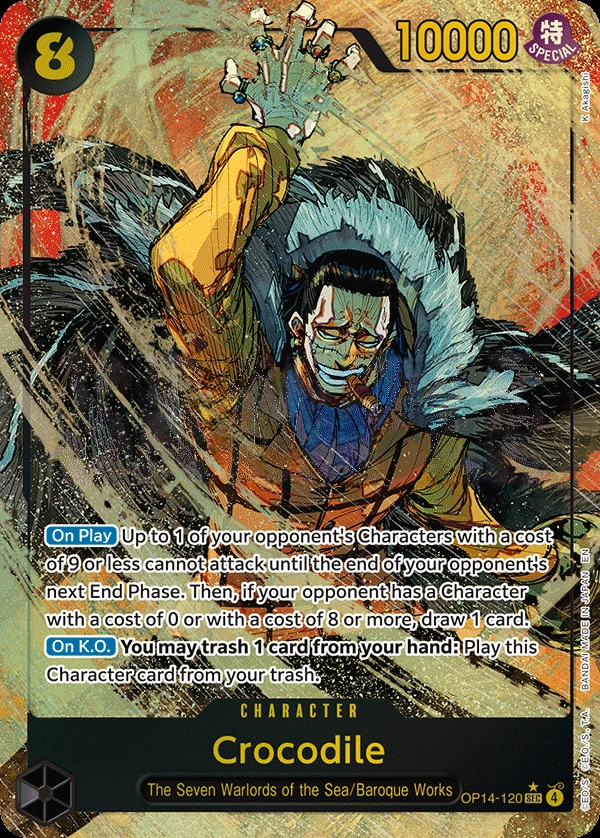 8
10000
特
SPECIAL
K Akagishi
On Play Up to 1 of your opponent's Characters with a cost
of 9 or less cannot attack until the end of your opponent's
next End Phase. Then, if your opponent has a Character
with a cost of 0 or with a cost of 8 or more, draw 1 card.
On K.O. You may trash 1 card from your hand: Play this
Character card from your trash.
CHARACTER
Crocodile
The Seven Warlords of the Sea/Baroque Works
OP14-120 SEC 4
©E.O./S. ©E.O./S., T.A. BANDAI MADE IN JAPAN EN